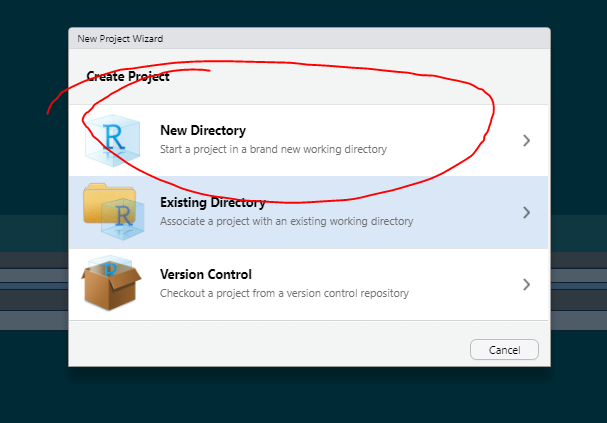 New Project Wizard
Create Project
R
New Directory
Start a project in a brand new working directory
R
Existing Directory
Associate a project with an existing working directory
R
Version Control
Checkout a project from a version control repository
Cancel